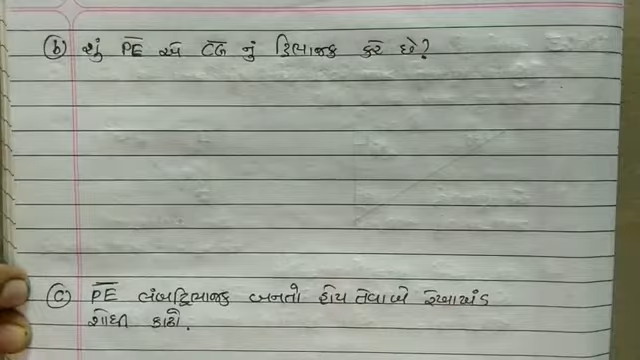 (b) શું PE એ CG નું દ્વિભાજક કરે છે?
(c) PE લંબદ્વિભાજક બનતો હોય તેવા બે રેખાખંડ
શોધી કાઢો.